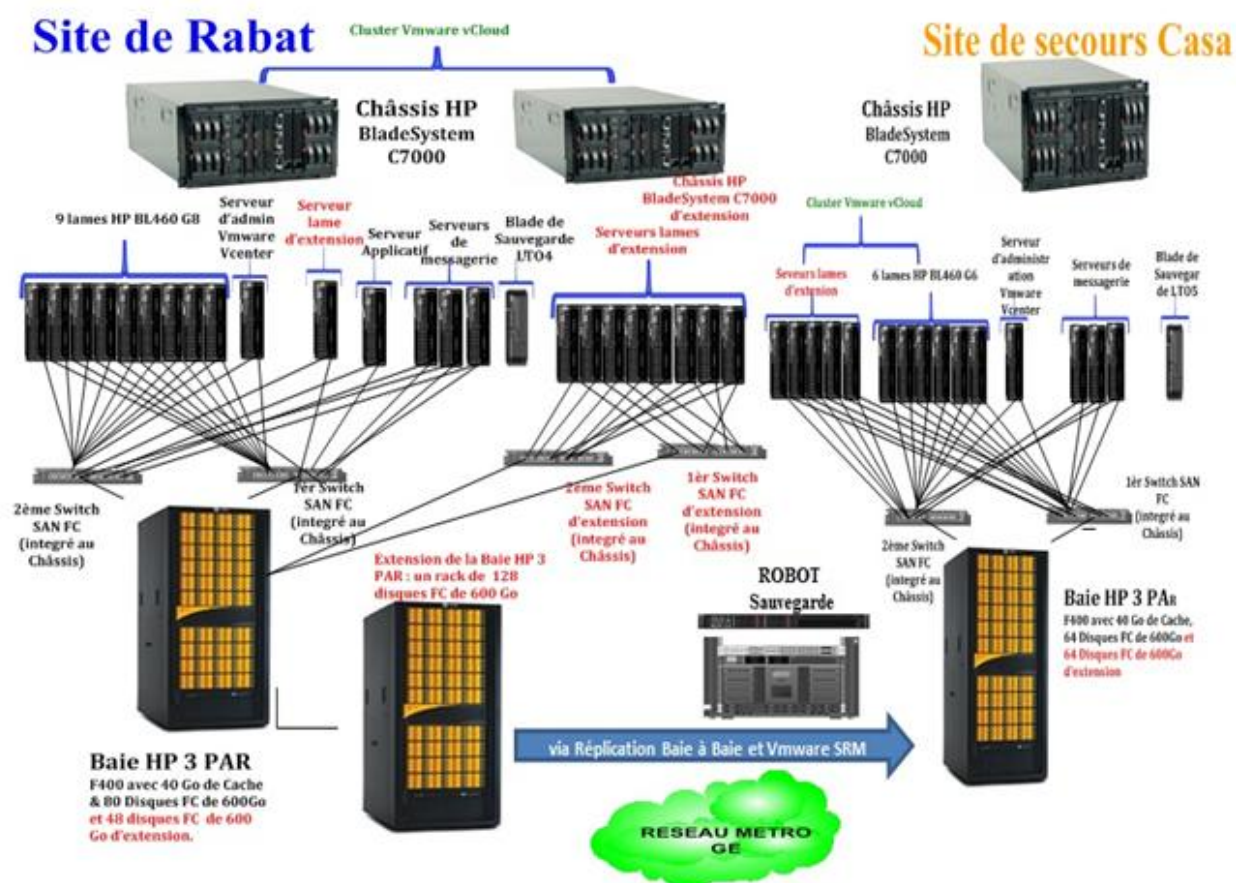 Site de Rabat
Cluster Vmware vCloud
Site de secours Casa
Châssis HP
BladeSystem
C7000
Châssis HP
BladeSystem
C7000
Châssis HP
BladeSystem C7000
d'extension
9 lames HP BL460 G8
Serveur
d'admin
Vmware
Vcenter
Serveur
lame
d'extension
Serveur
Applicatif
Serveurs
de
messagerie
Blade de
Sauvegarde
LTO4
Serveurs lames
d'extension
Cluster Vmware vCloud
Seveurs lames
d'extenion
6 lames HP BL460 G6
Serveur
d'administr
ation
Vmware
Vcenter
Serveurs de
messagerie
Blade de
Sauvegar
de LTO5
2ème Switch
SAN FC
(integré au
Châssis)
1èr Switch
SAN FC
(integré au
Châssis)
2ème Switch
SAN FC
d'extension
(intégré au
Châssis)
1èr Switch
SAN FC
d'extension
(intégré au
Châssis)
2ème Switch
SAN FC
(intégré au
Châssis)
1èr Switch SAN
FC
(intégré au
Châssis)
Extension de la Baie HP 3
PAR : un rack de 128
disques FC de 600 Go
ROBOT
Sauvegarde
Baie HP 3 PAR
F400 avec 40 Go de Cache,
64 Disques FC de 600Go et
64 Disques FC de 600Go
d'extension
via Réplication Baie à Baie et Vmware SRM
Baie HP 3 PAR
F400 avec 40 Go de Cache
& 80 Disques FC de 600Go
et 48 disques FC de 600
Go d'extension.
RESEAU METRO
GE